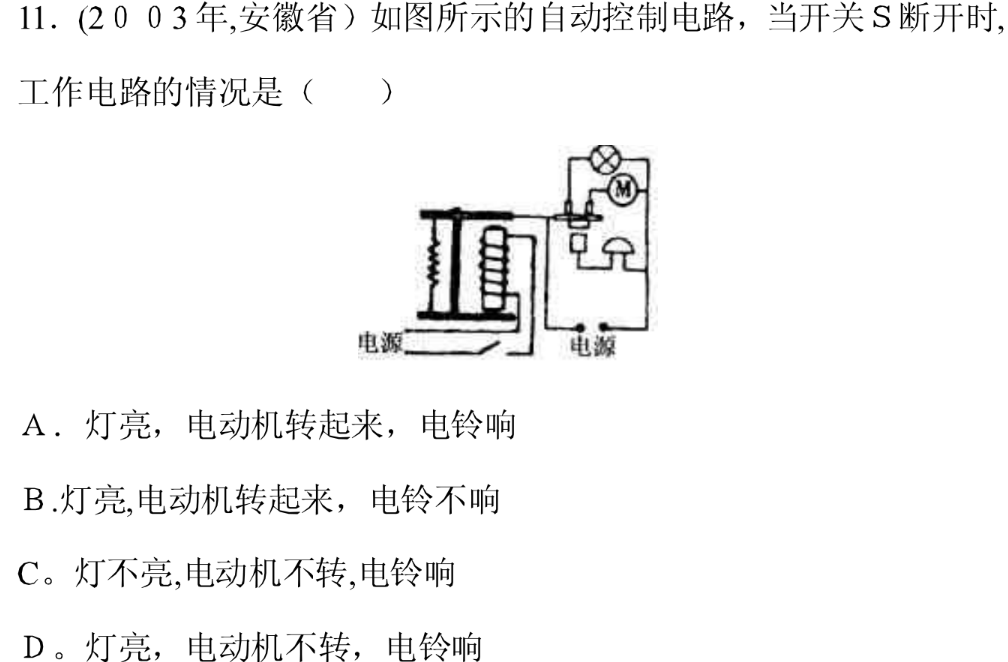 11．(2００3年,安徽省）如图所示的自动控制电路，当开关Ｓ断开时,
工作电路的情况是（　　）
M
电源
电源
Ａ．灯亮，电动机转起来，电铃响
Ｂ.灯亮,电动机转起来，电铃不响
C。灯不亮,电动机不转,电铃响
Ｄ。灯亮，电动机不转，电铃响